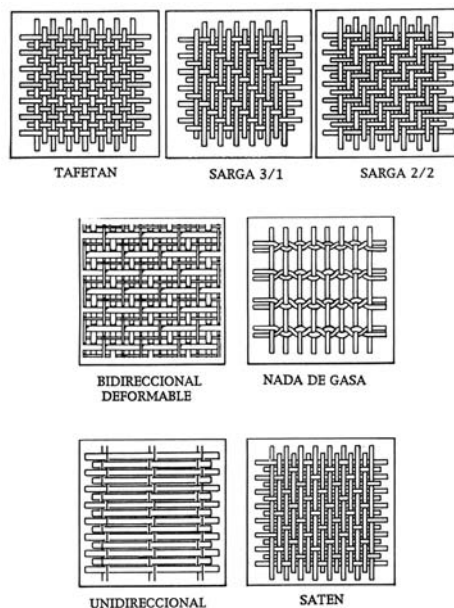 TAFETAN
SARGA 3/1
SARGA 2/2
BIDIRECCIONAL
DEFORMABLE
NADA DE GASA
UNIDIRECCIONAL
SATEN